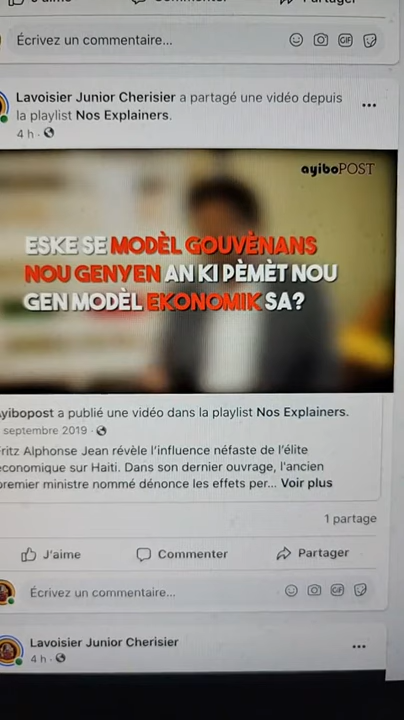 Écrivez un commentaire...
GIF
Lavoisier Junior Cherisier a partagé une vidéo depuis
la playlist Nos Explainers.
4 h
ayiboPOST
ESKE SE MODÈL GOUVÈNANS
NOU GENYEN AN KI PÈMÈT NOU
GEN MODÈL EKONOMIK SA?
yibopost a publié une vidéo dans la playlist Nos Explainers.
septembre 2019
ritz Alphonse Jean révèle l'influence néfaste de l'élite
économique sur Haiti. Dans son dernier ouvrage, l'ancien
premier ministre nommé dénonce les effets per... Voir plus
1 partage
J'aime
Commenter
Partager
Écrivez un commentaire...
GIF
Lavoisier Junior Cherisier
4 h